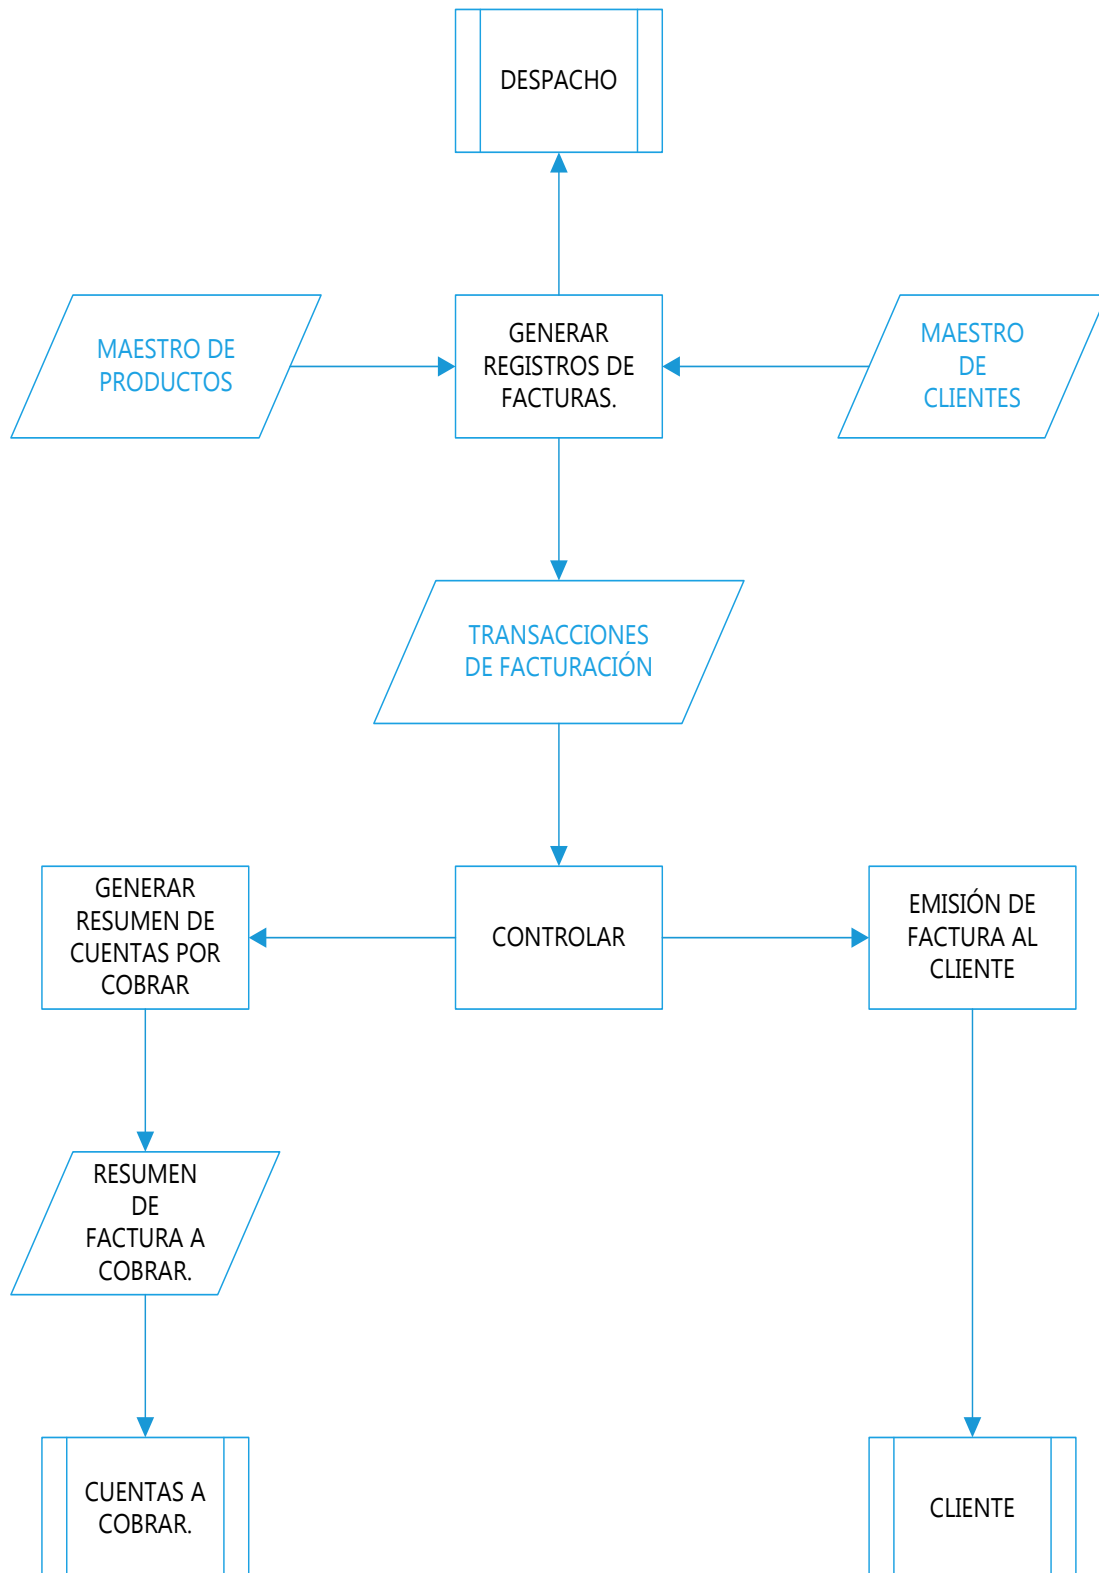 DESPACHO
MAESTRO DE
PRODUCTOS
GENERAR
REGISTROS DE
FACTURAS.
MAESTRO
DE
CLIENTES
TRANSACCIONES
DE FACTURACIÓN
GENERAR
RESUMEN DE
CUENTAS POR
COBRAR
CONTROLAR
EMISIÓN DE
FACTURA AL
CLIENTE
RESUMEN
DE
FACTURA A
COBRAR.
CUENTAS A
COBRAR.
CLIENTE